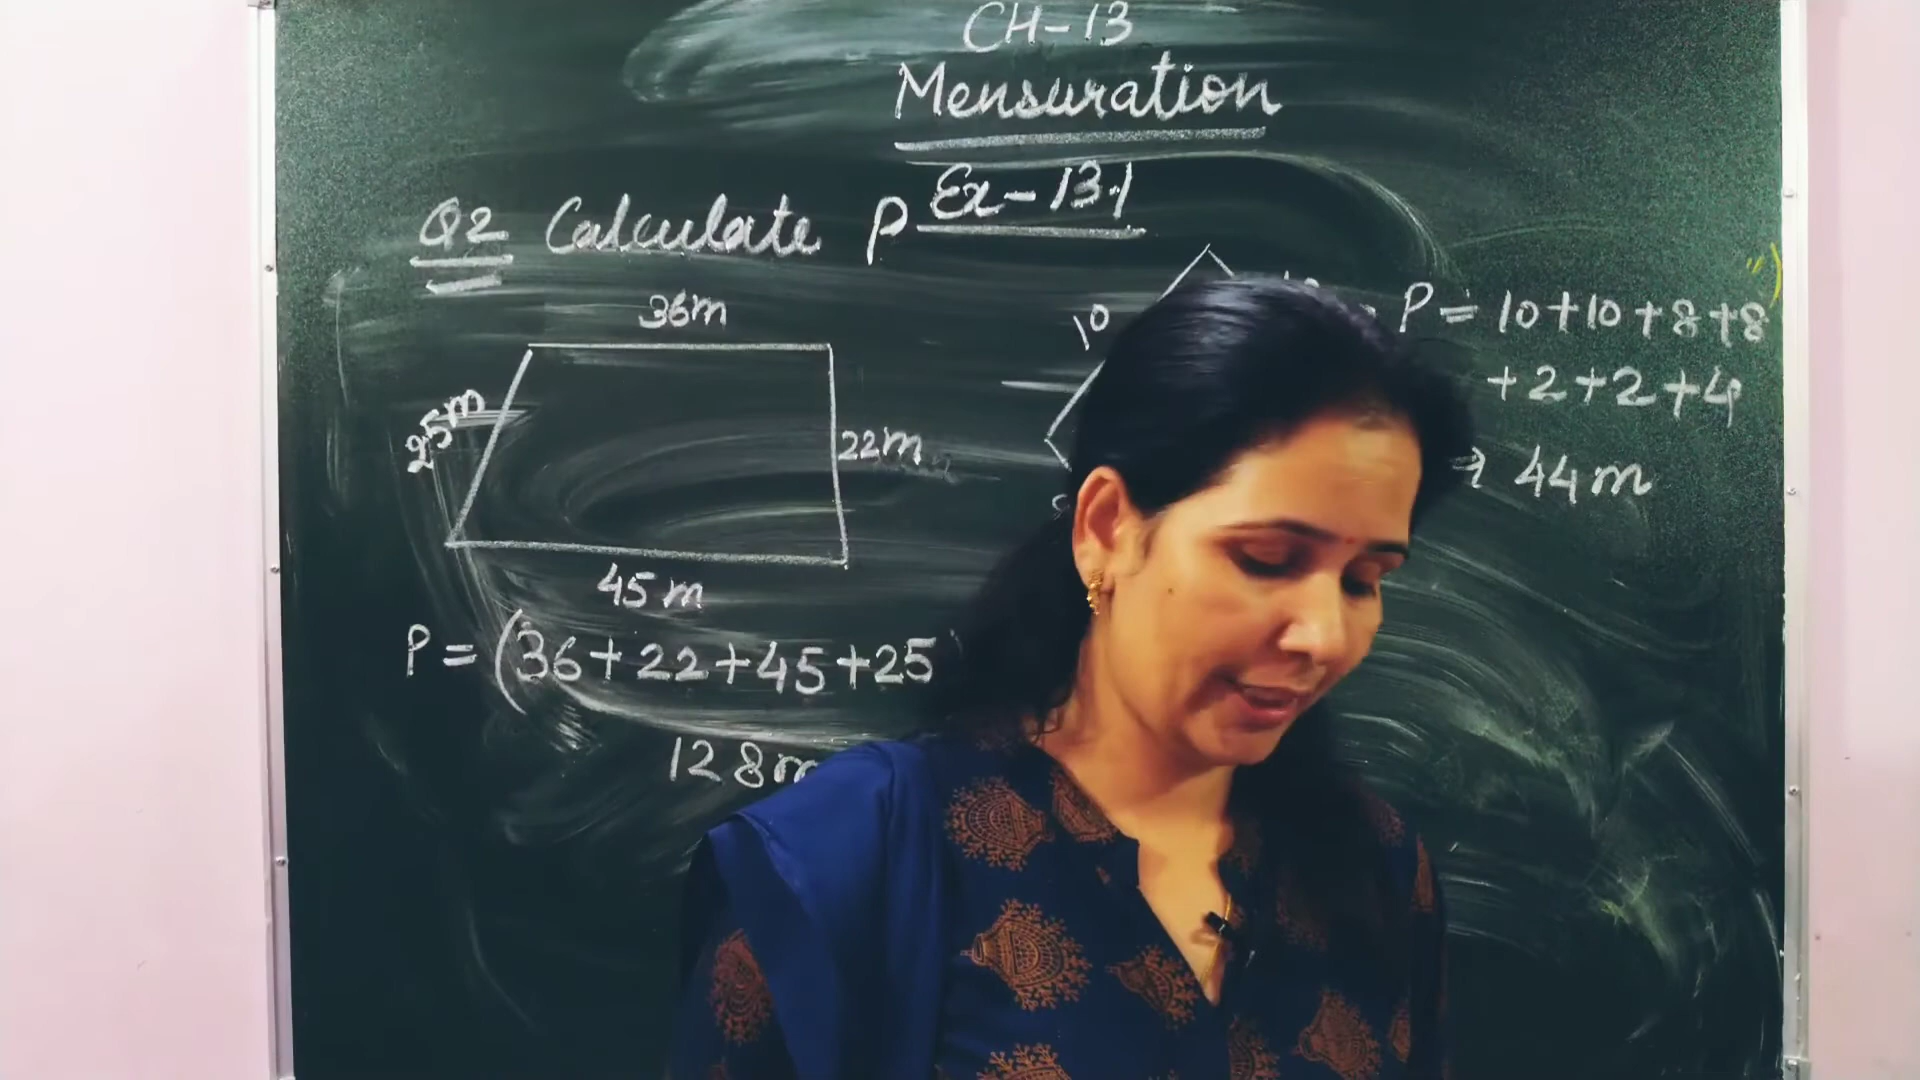 CH-13
Mensuration
Ex-13.1
Q2 Calculate P
36m
25m
22m
45m
P = (36+22+45+25
128m
10
P = 10+10+8+8
+2+2+4
⇒ 44m